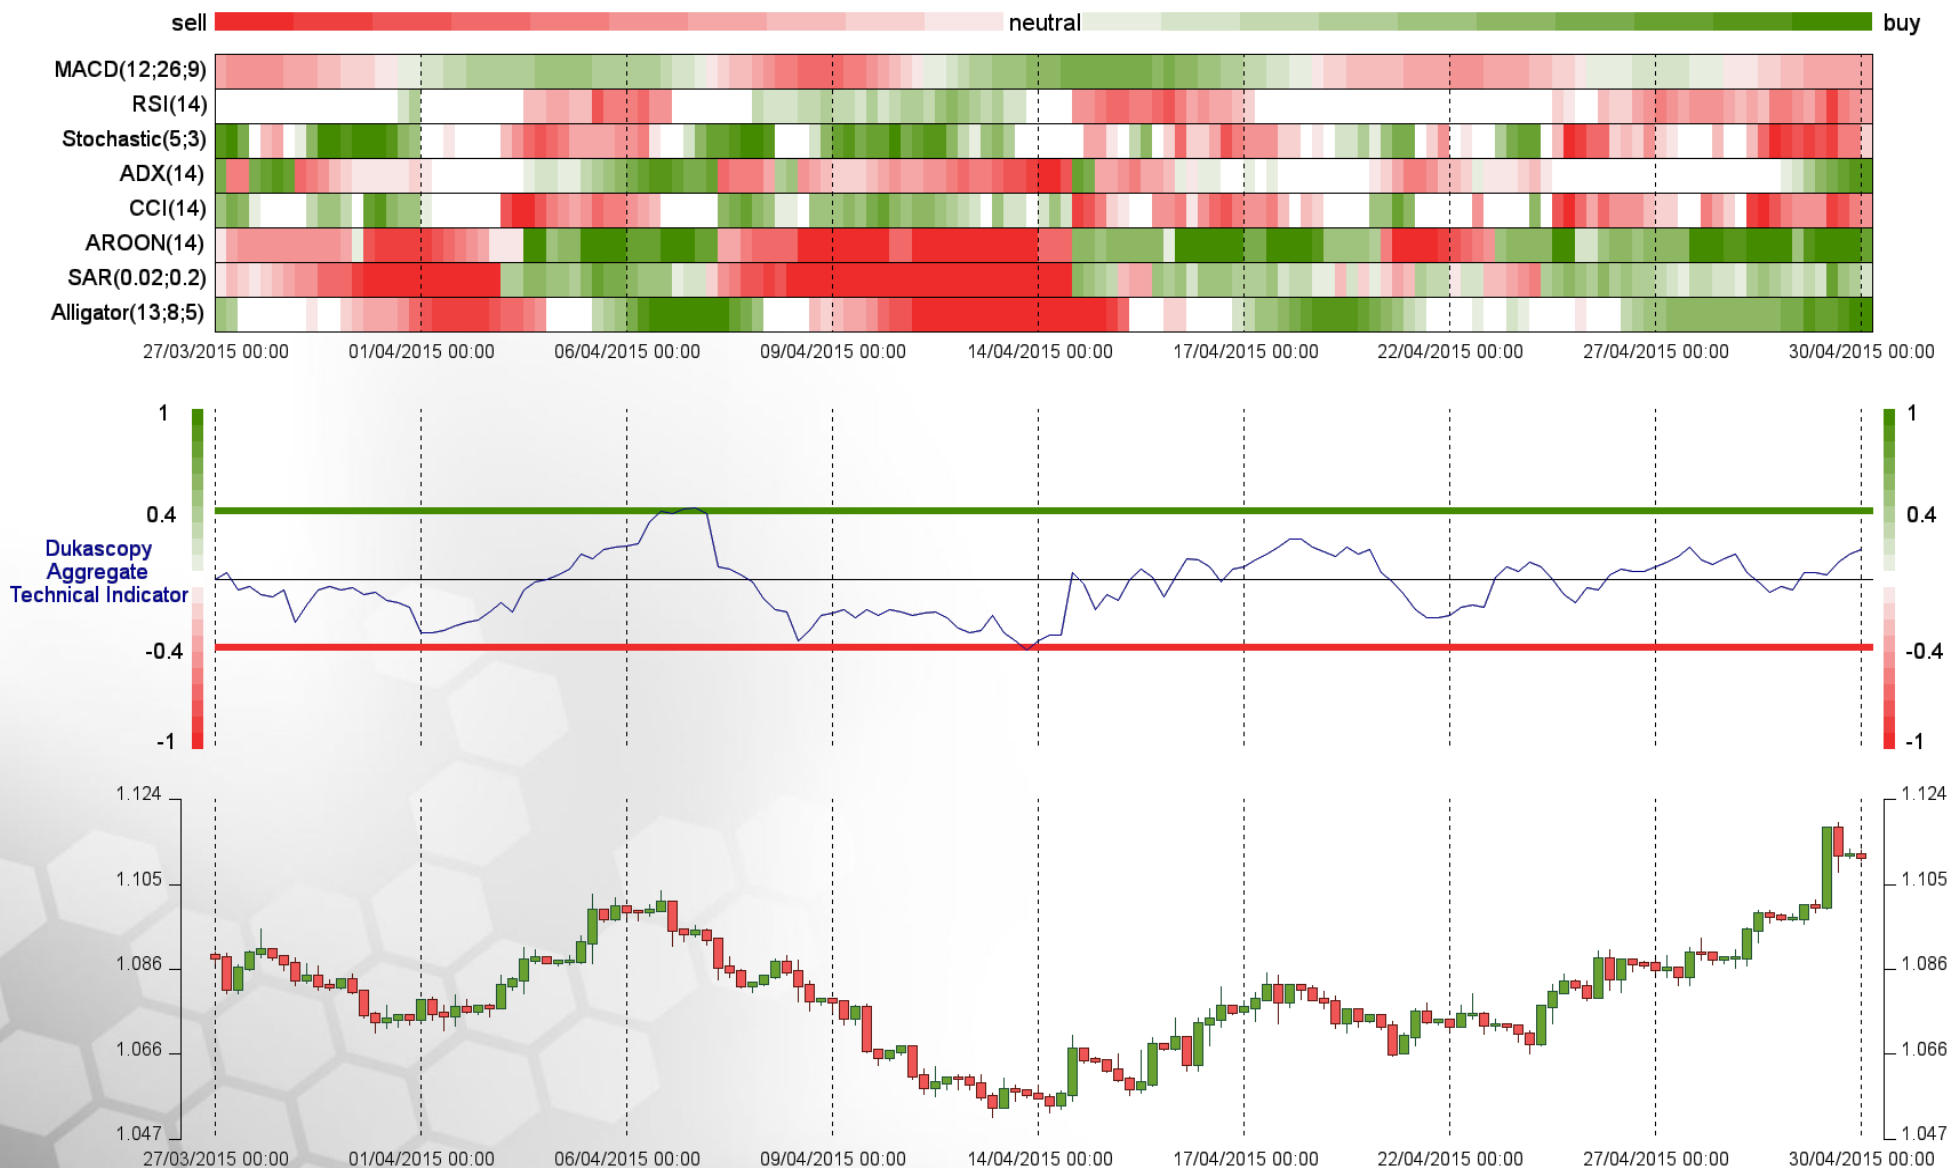 sell neutral buy
MACD(12;26;9)
RSI(14)
Stochastic(5;3)
ADX(14)
CCI(14)
AROON(14)
SAR(0.02;0.2)
Alligator(13;8;5)
27/03/2015 00:00 01/04/2015 00:00 06/04/2015 00:00 09/04/2015 00:00 14/04/2015 00:00 17/04/2015 00:00 22/04/2015 00:00 27/04/2015 00:00 30/04/2015 00:00
1 1
0.4 0.4
Dukascopy
Aggregate
Technical Indicator
-0.4 -0.4
-1 -1
1.124 1.124
1.105 1.105
1.086 1.086
1.066 1.066
1.047 1.047
27/03/2015 00:00 01/04/2015 00:00 06/04/2015 00:00 09/04/2015 00:00 14/04/2015 00:00 17/04/2015 00:00 22/04/2015 00:00 27/04/2015 00:00 30/04/2015 00:00